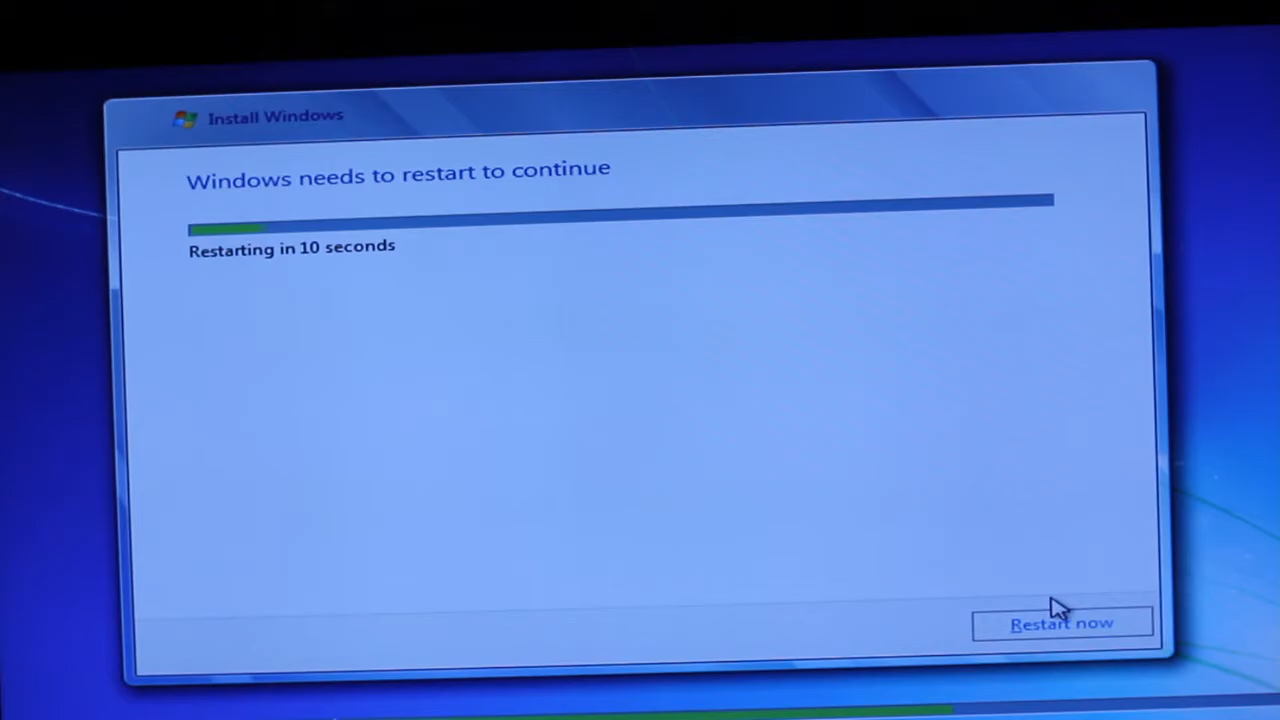 Install Windows
Windows needs to restart to continue
Restarting in 10 seconds
Restart now